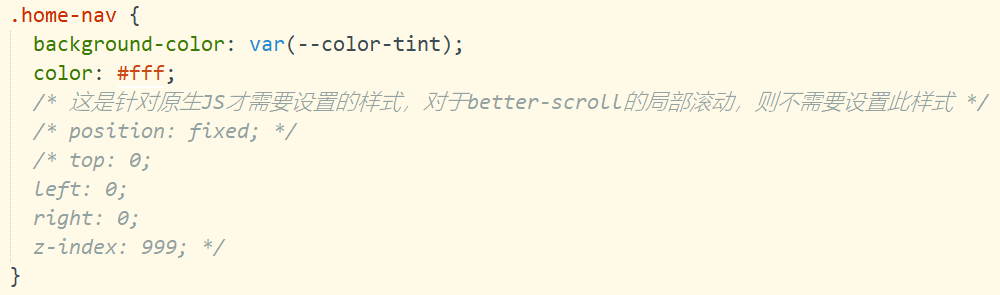 .home-nav {
  background-color: var(--color-tint);
  color: #fff;
  /* 这是针对原生JS才需要设置的样式，对于better-scroll的局部滚动，则不需要设置此样式 */
  /* position: fixed; */
  /* top: 0;
  left: 0;
  right: 0;
  z-index: 999; */
}